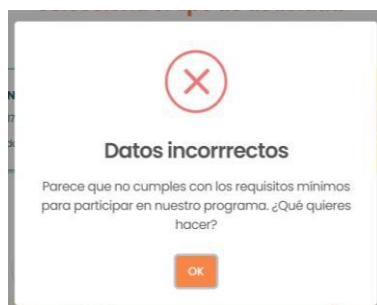 N
17
Datos incorrrectos
Parece que no cumples con los requisitos mínimos
para participar en nuestro programa. ¿Qué quieres
hacer?
OK